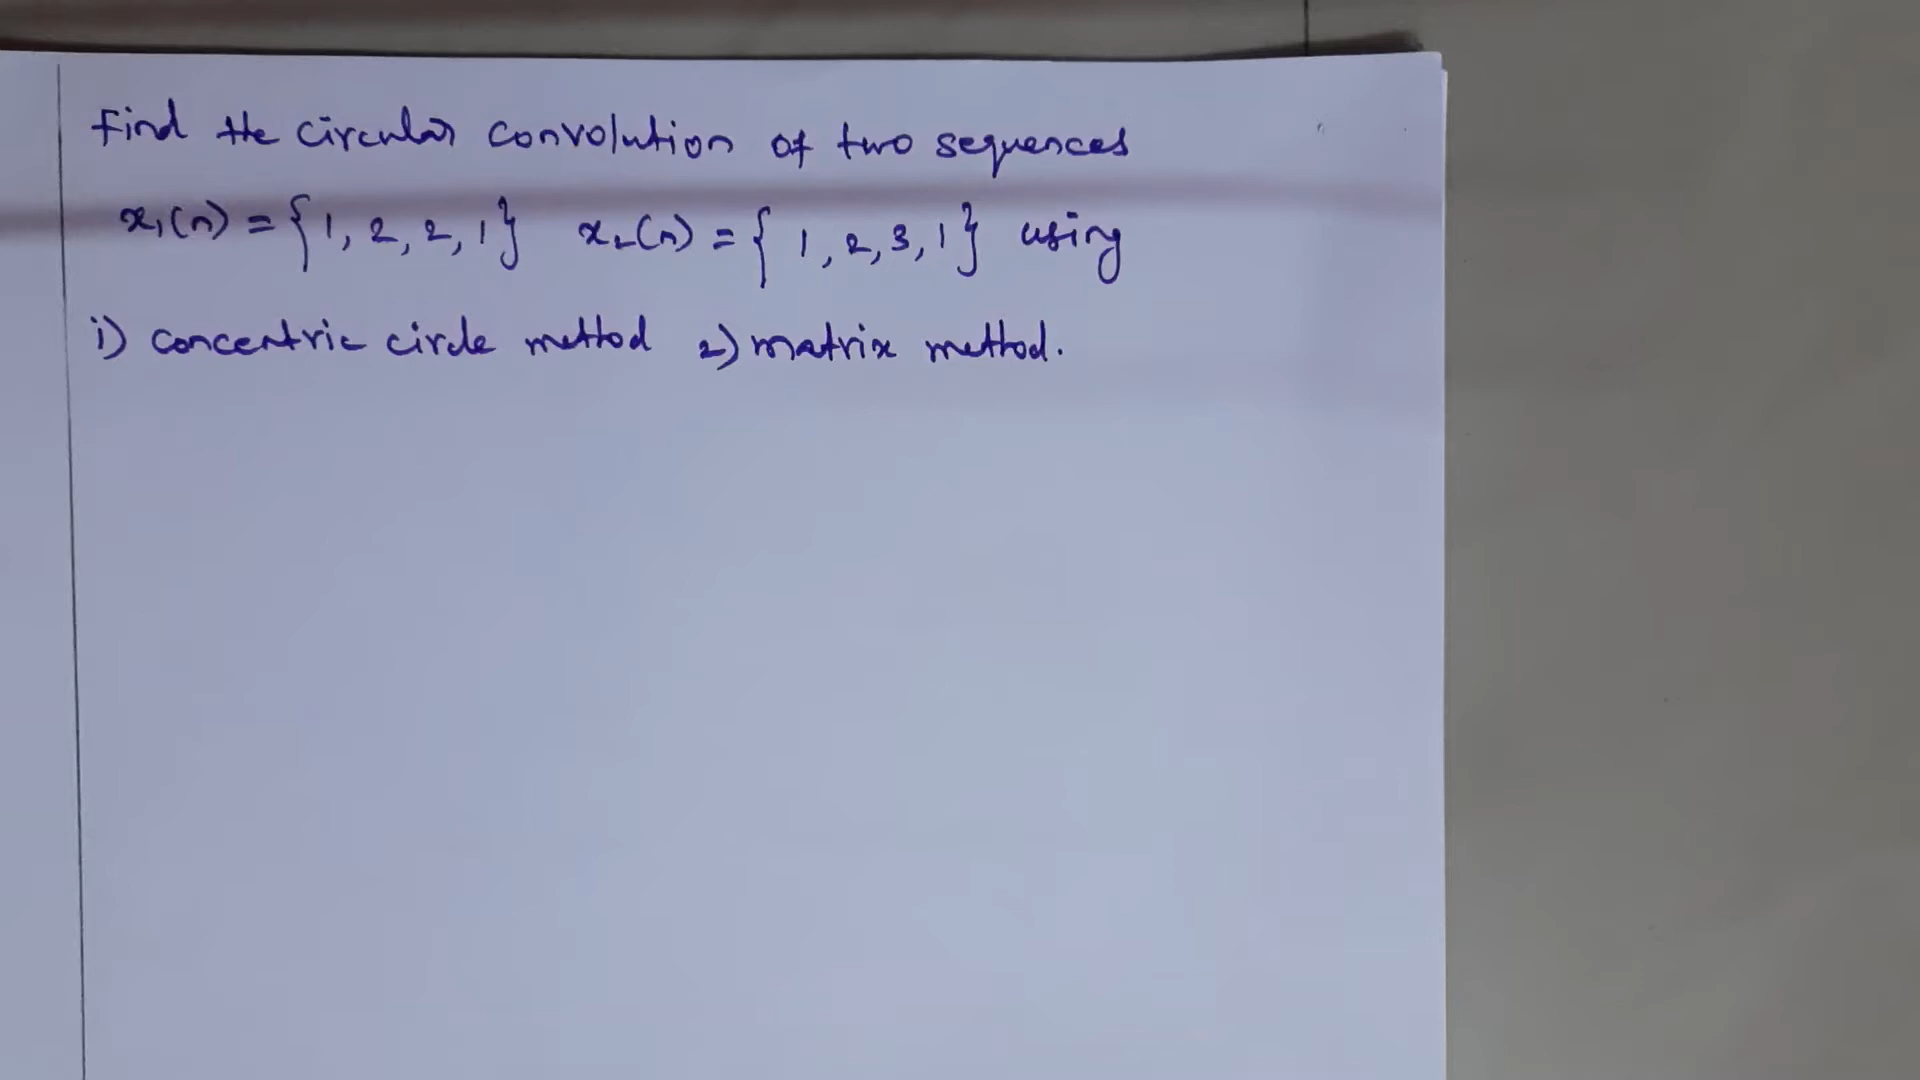 Find the circular convolution of two sequences
x₁(n) = {1, 2, 2, 1} x₂(n) = {1, 2, 3, 1} using
i) concentric circle method 2) matrix method.